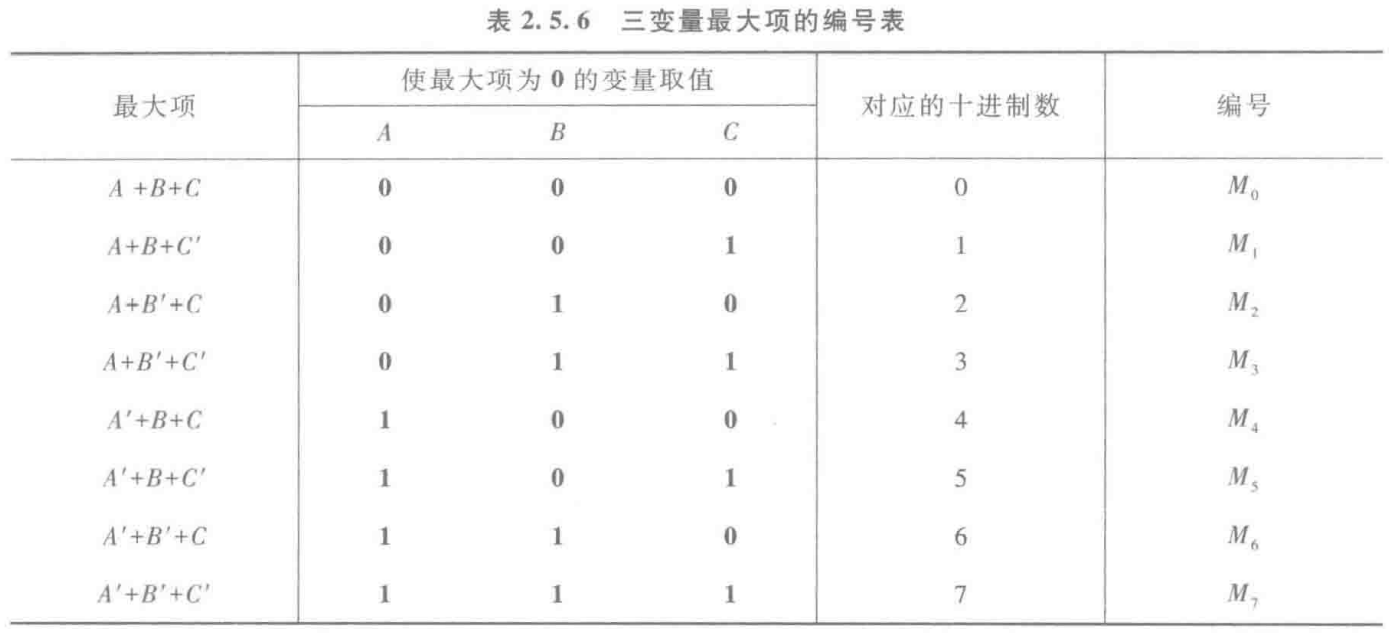 表 2.5.6 三变量最大项的编号表
最大项 使最大项为 0 的变量取值 对应的十进制数 编号
A B C
A +B+C 0 0 0 0 M₀
A+B+C′ 0 0 1 1 M₁
A+B′+C 0 1 0 2 M₂
A+B′+C′ 0 1 1 3 M₃
A′+B+C 1 0 0 4 M₄
A′+B+C′ 1 0 1 5 M₅
A′+B′+C 1 1 0 6 M₆
A′+B′+C′ 1 1 1 7 M₇